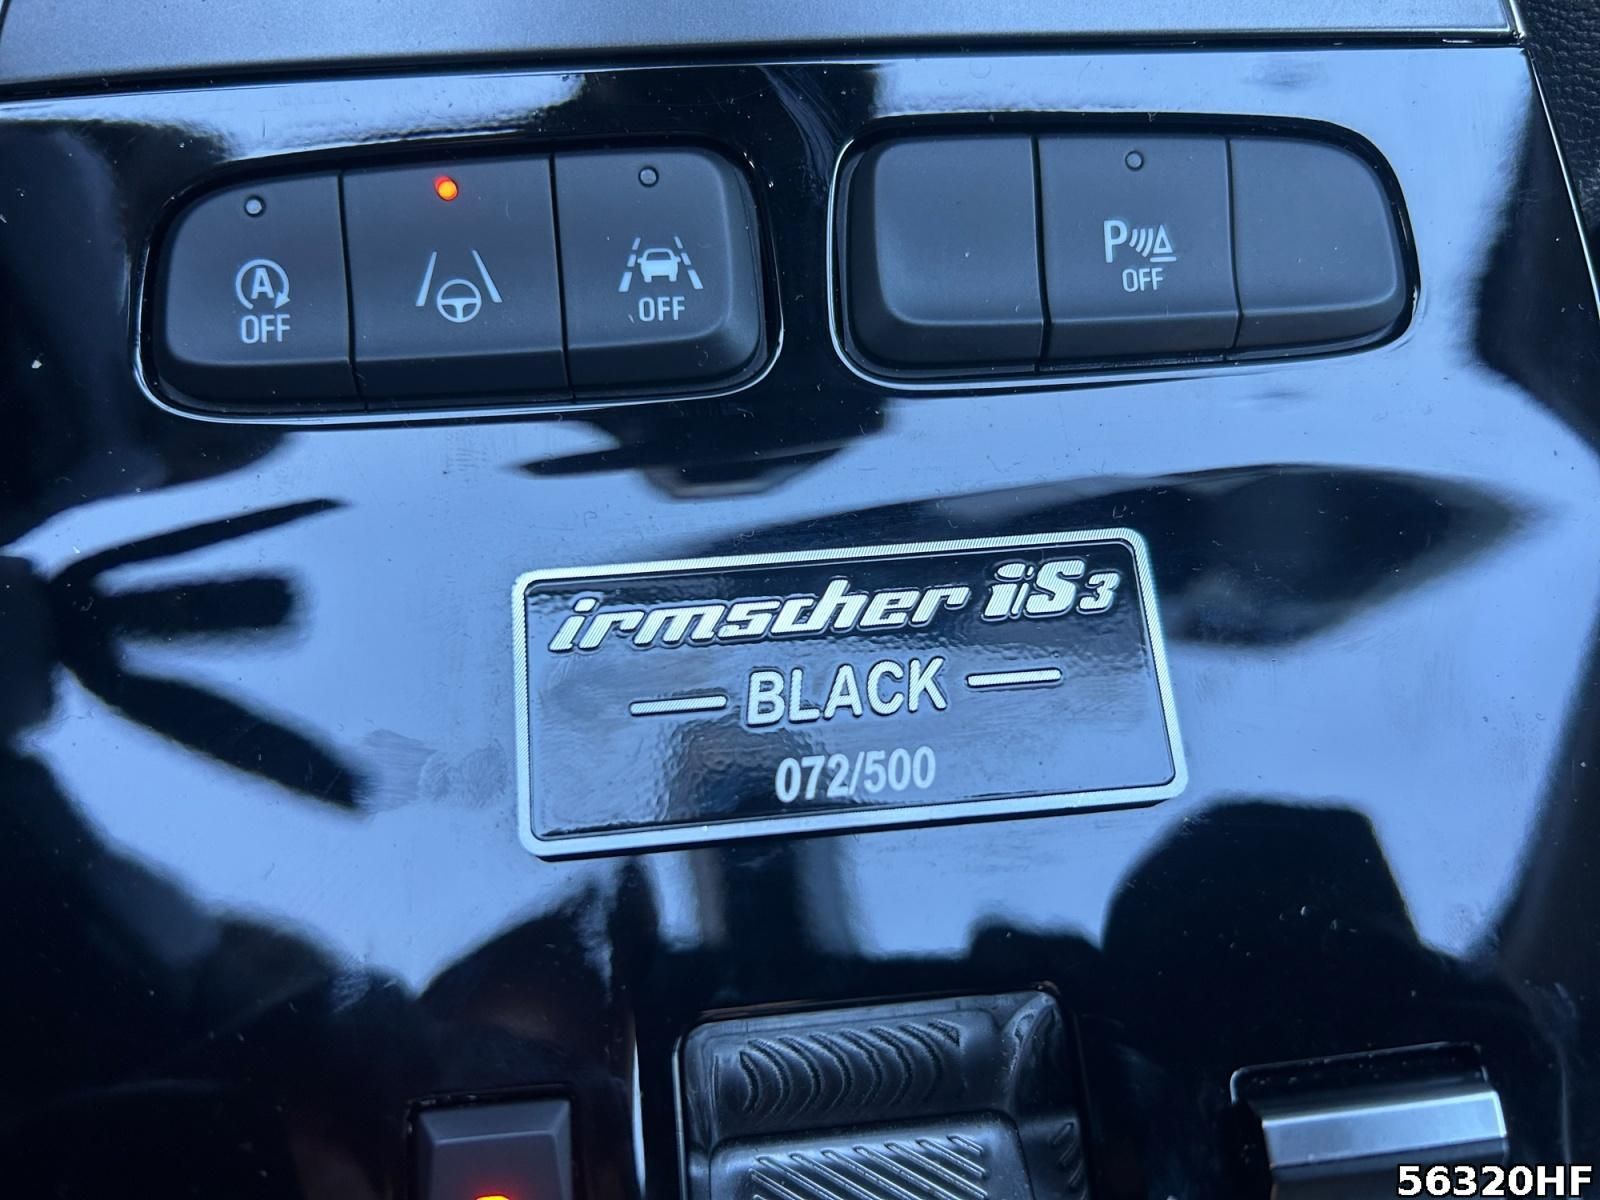 A
OFF
OFF
P
OFF
irmscher iS3
BLACK
072/500
56320HF